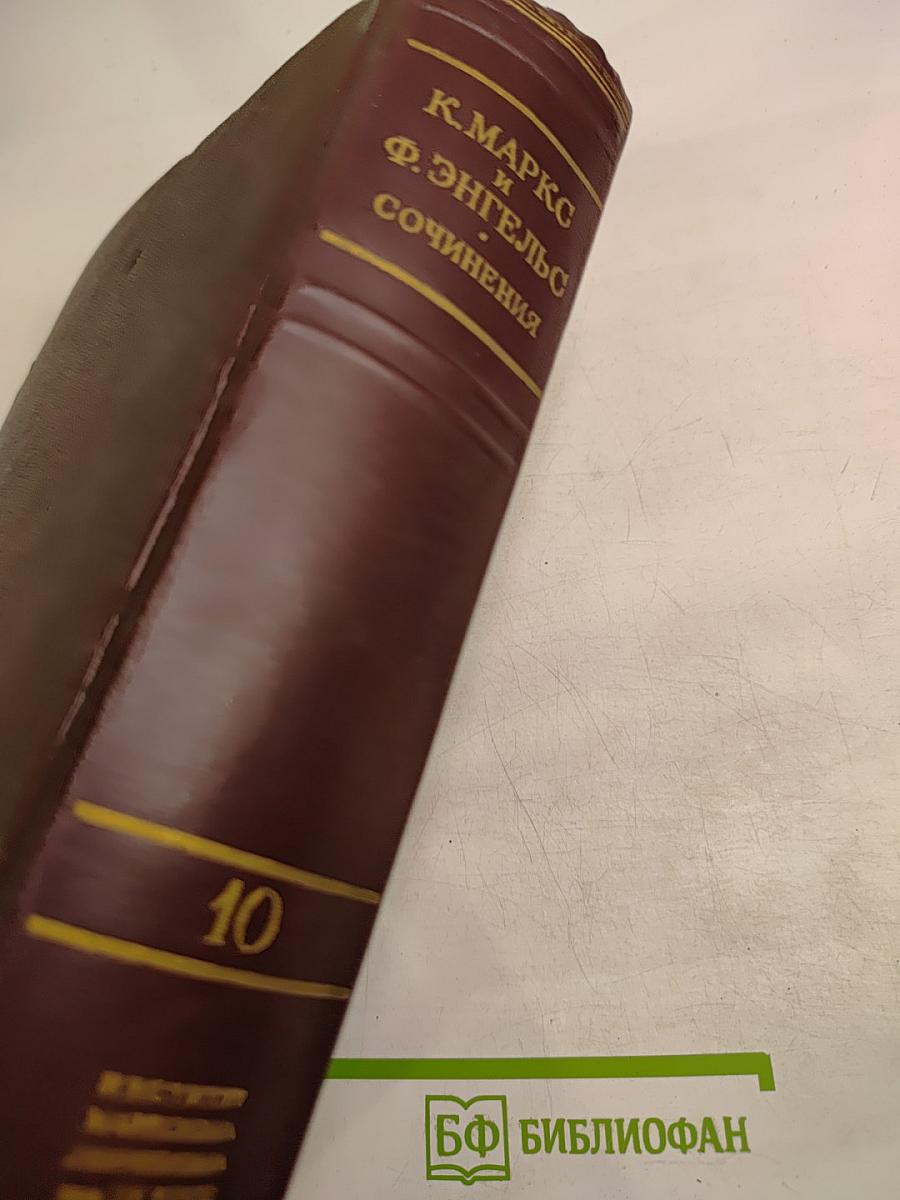 К. МАРКС
и
Ф. ЭНГЕЛЬС
•
СОЧИНЕНИЯ
10
БФ БИБЛИОФАН